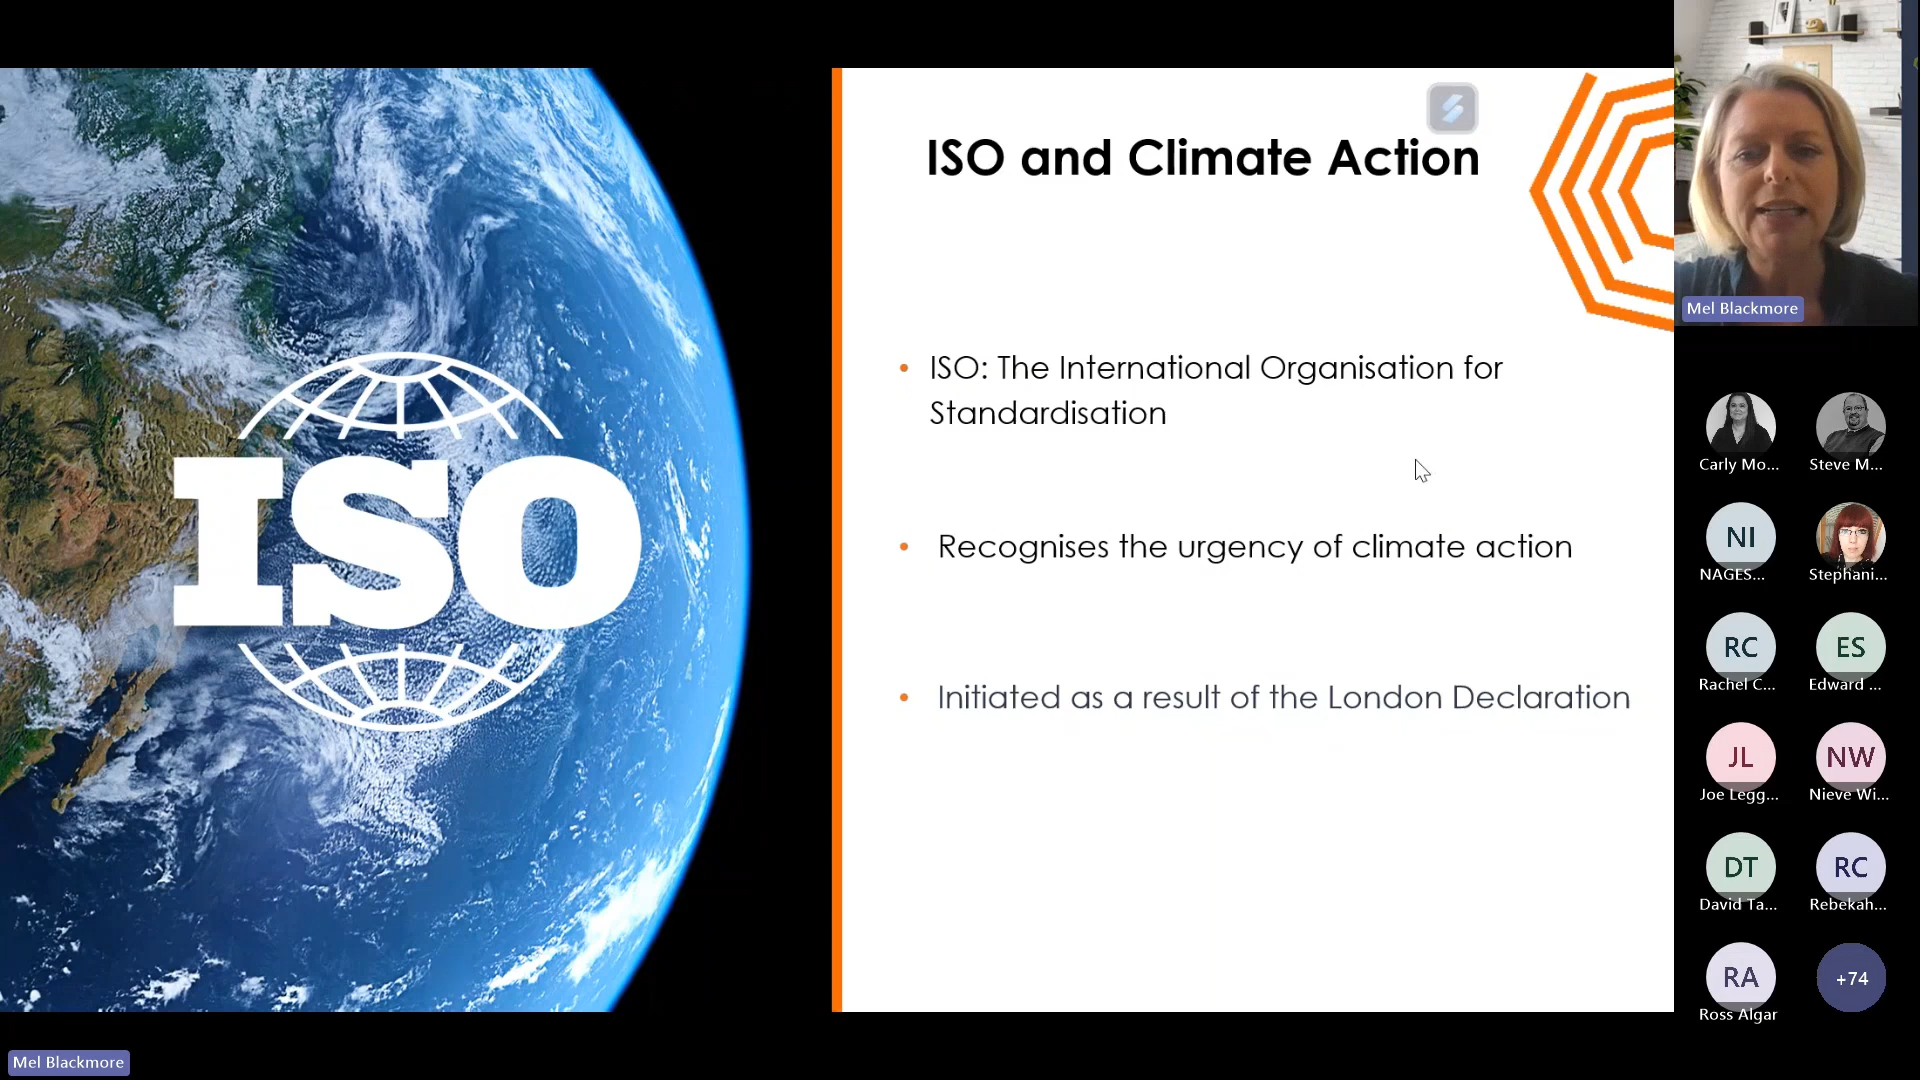 ISO
ISO and Climate Action
• ISO: The International Organisation for
Standardisation
• Recognises the urgency of climate action
• Initiated as a result of the London Declaration
Mel Blackmore
Carly Mo...
Steve M...
NI
NAGES...
Stephani...
RC
Rachel C...
ES
Edward ...
JL
Joe Legg...
NW
Nieve Wi...
DT
David Ta...
RC
Rebekah...
RA
Ross Algar
+74
Mel Blackmore